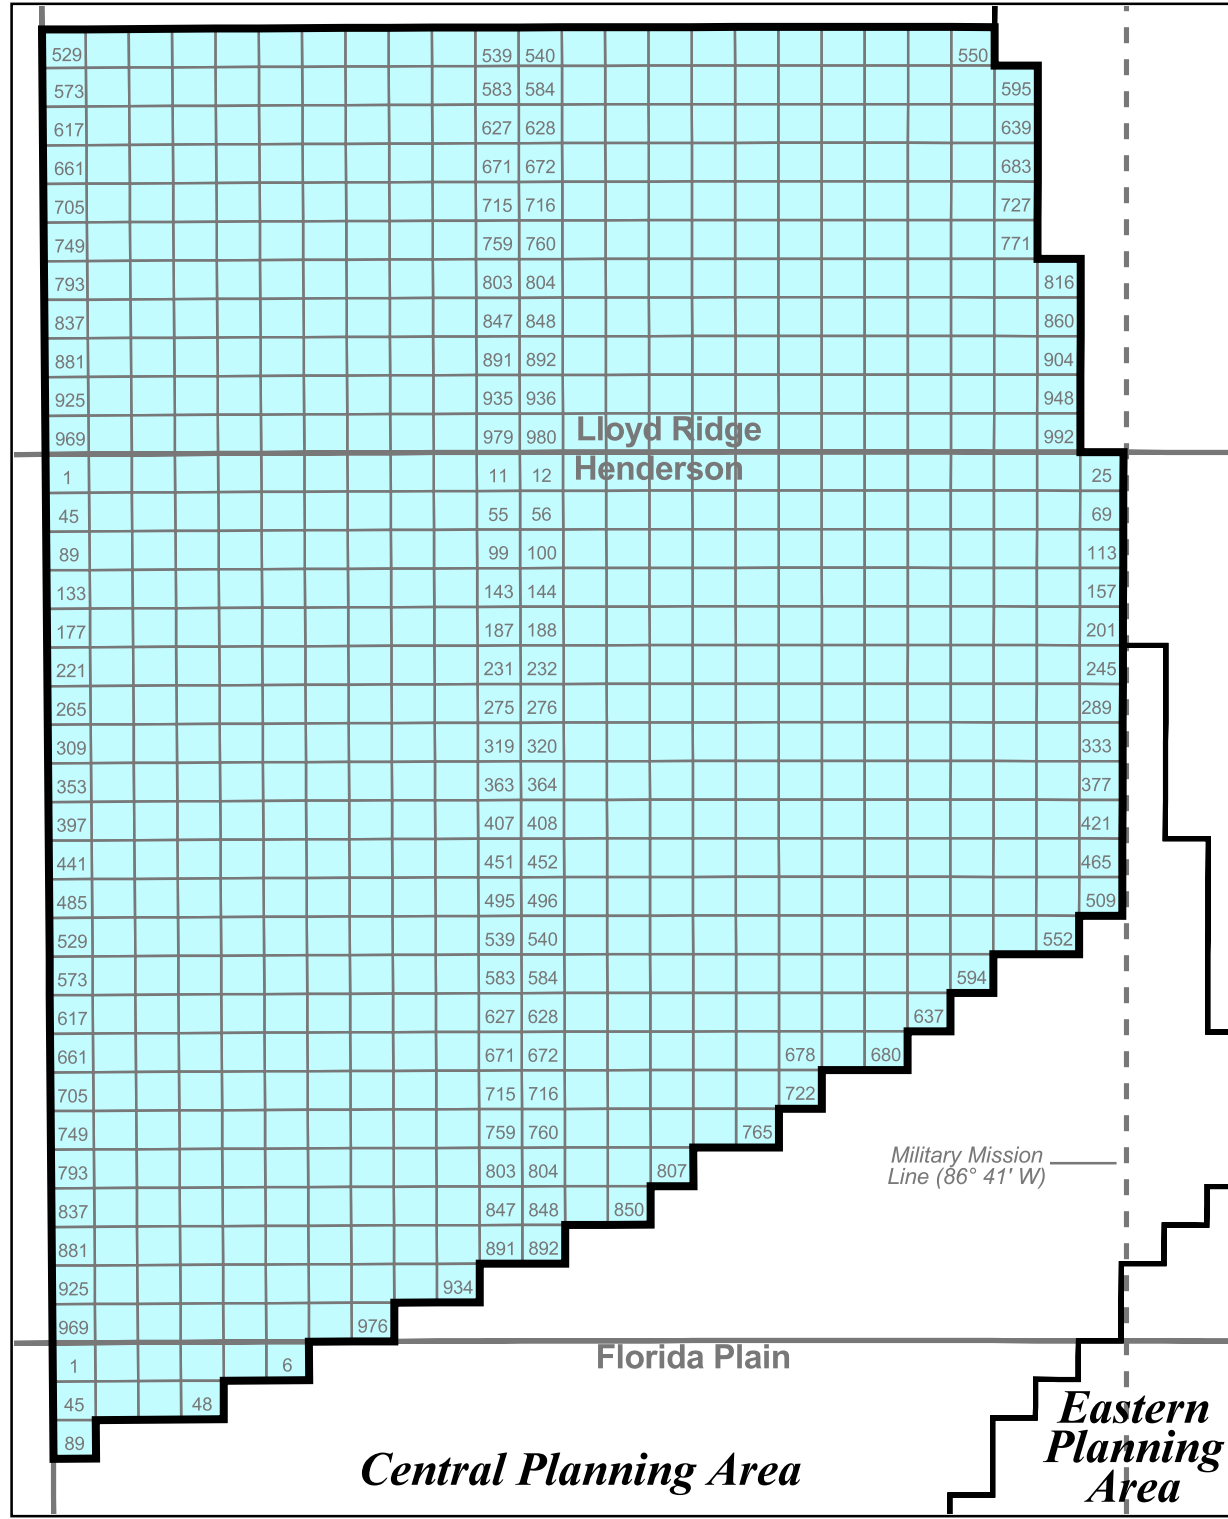 529 539 540 550
573 583 584 595
617 627 628 639
661 671 672 683
705 715 716 727
749 759 760 771
793 803 804 816
837 847 848 860
881 891 892 904
925 935 936 948
969 979 980 992
Lloyd Ridge
Henderson
1 11 12 25
45 55 56 69
89 99 100 113
133 143 144 157
177 187 188 201
221 231 232 245
265 275 276 289
309 319 320 333
353 363 364 377
397 407 408 421
441 451 452 465
485 495 496 509
529 539 540 552
573 583 584 594
617 627 628 637
661 671 672 678 680
705 715 716 722
749 759 760 765
793 803 804 807
837 847 848 850
881 891 892
925 934
969 976
Military Mission
Line (86° 41' W)
Florida Plain
1 6
45 48
89
Central Planning Area
Eastern
Planning
Area